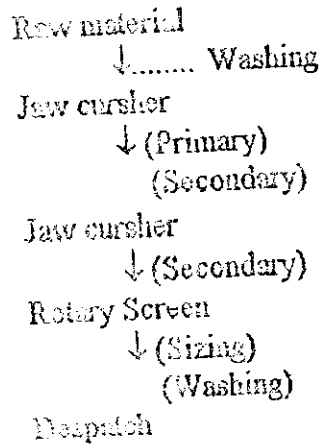 Raw material
↓........ Washing
Jaw cursher
↓ (Primary)
(Secondary)
Jaw cursher
↓ (Secondary)
Rotary Screen
↓ (Sizing)
(Washing)
Despatch